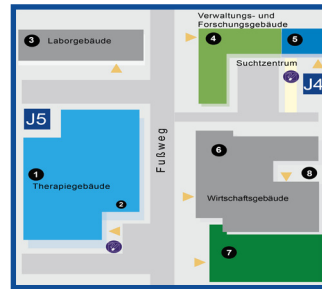 Verwaltungs- und
Forschungsgebäude
3 Laborgebäude
4
5
Suchtzentrum
J4
J5
Fußweg
6
1
Therapiegebäude
8
2
Wirtschaftsgebäude
7